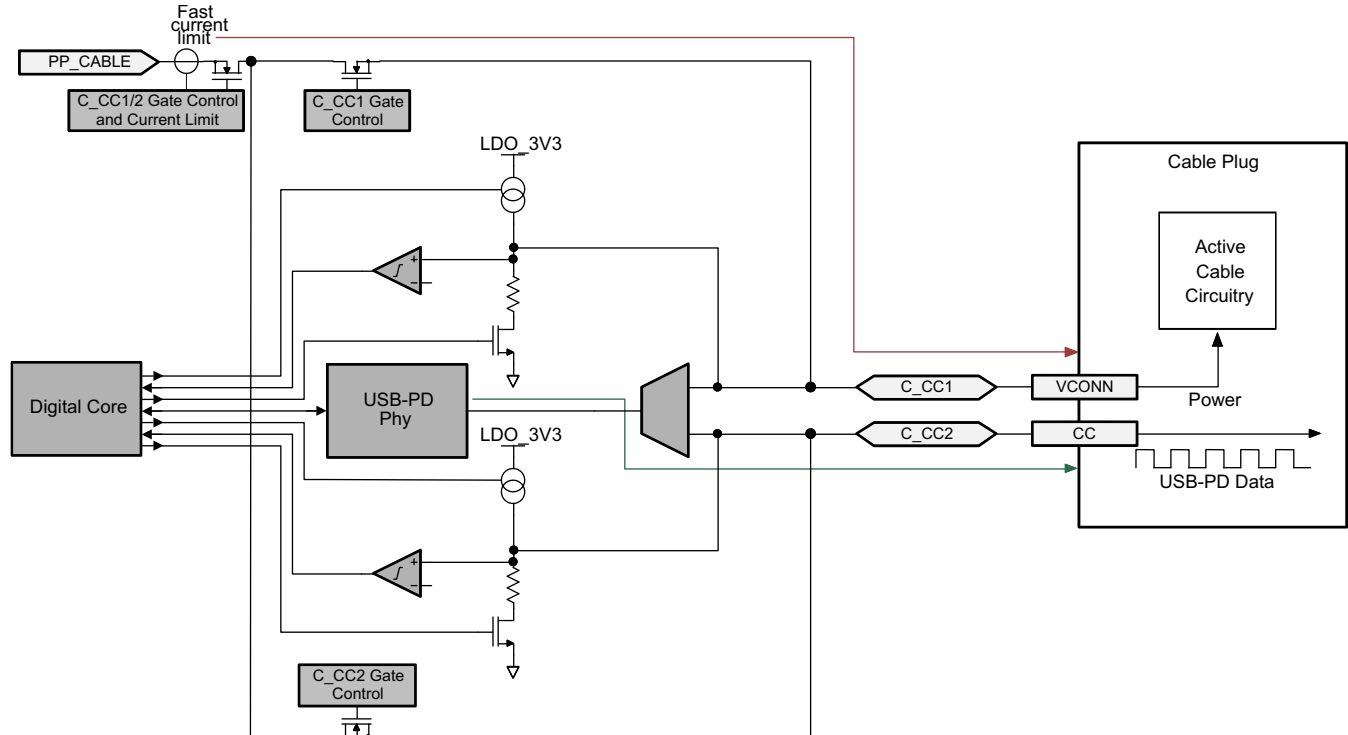 Fast
current
limit
PP_CABLE
C_CC1/2 Gate Control
and Current Limit
C_CC1 Gate
Control
LDO_3V3
Cable Plug
Active
Cable
Circuitry
+
−
Digital Core
USB-PD
Phy
C_CC1
VCONN
Power
LDO_3V3
C_CC2
CC
USB-PD Data
+
−
C_CC2 Gate
Control